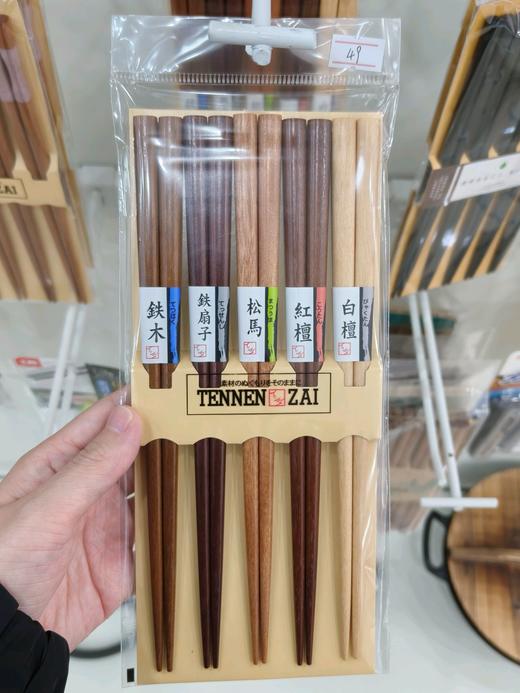 49
鉄木
てつぼく
鉄扇子
てっせんし
松馬
まつうま
紅檀
こうたん
白檀
びゃくたん
素材のぬくもりをそのままに
TENNEN ZAI
ZAI